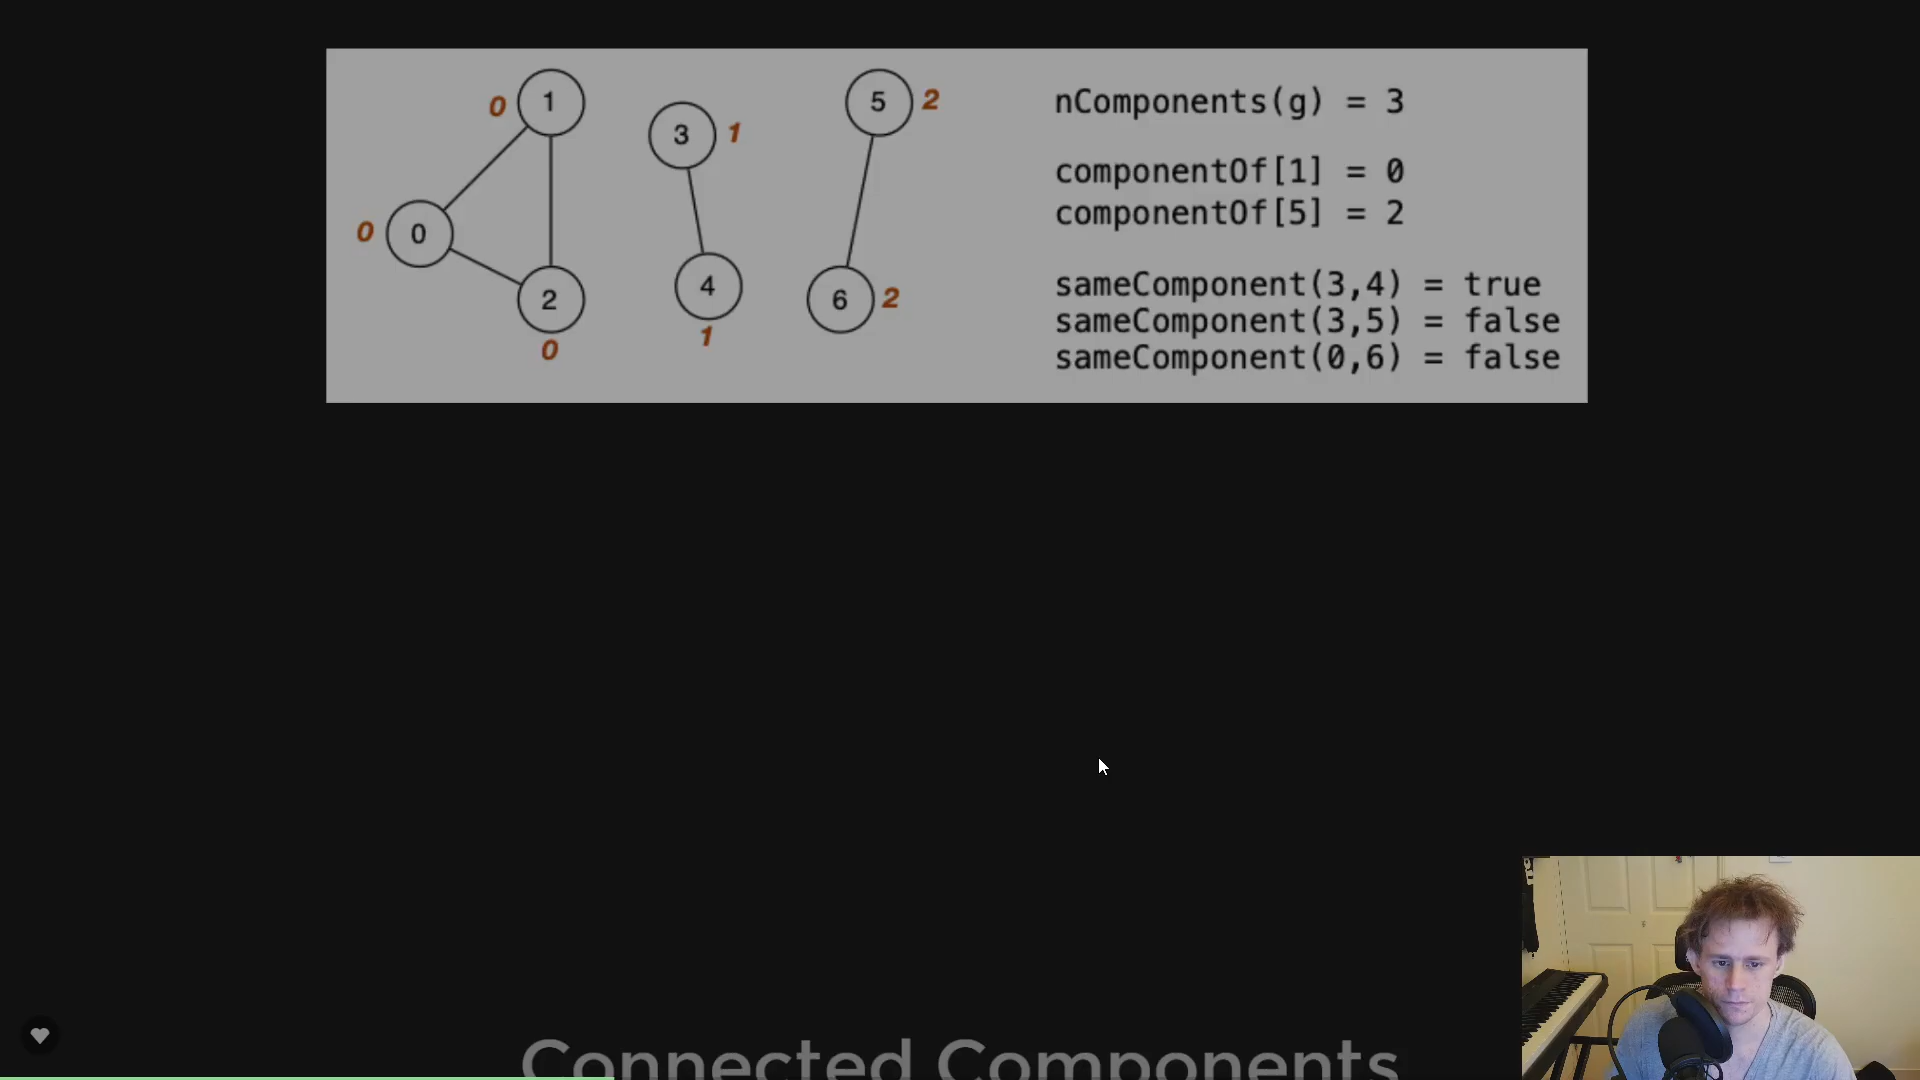 0 1
3 1
5 2
0 0
2
0
4
1
6 2
nComponents(g) = 3
componentOf[1] = 0
componentOf[5] = 2
sameComponent(3,4) = true
sameComponent(3,5) = false
sameComponent(0,6) = false
Connected Components